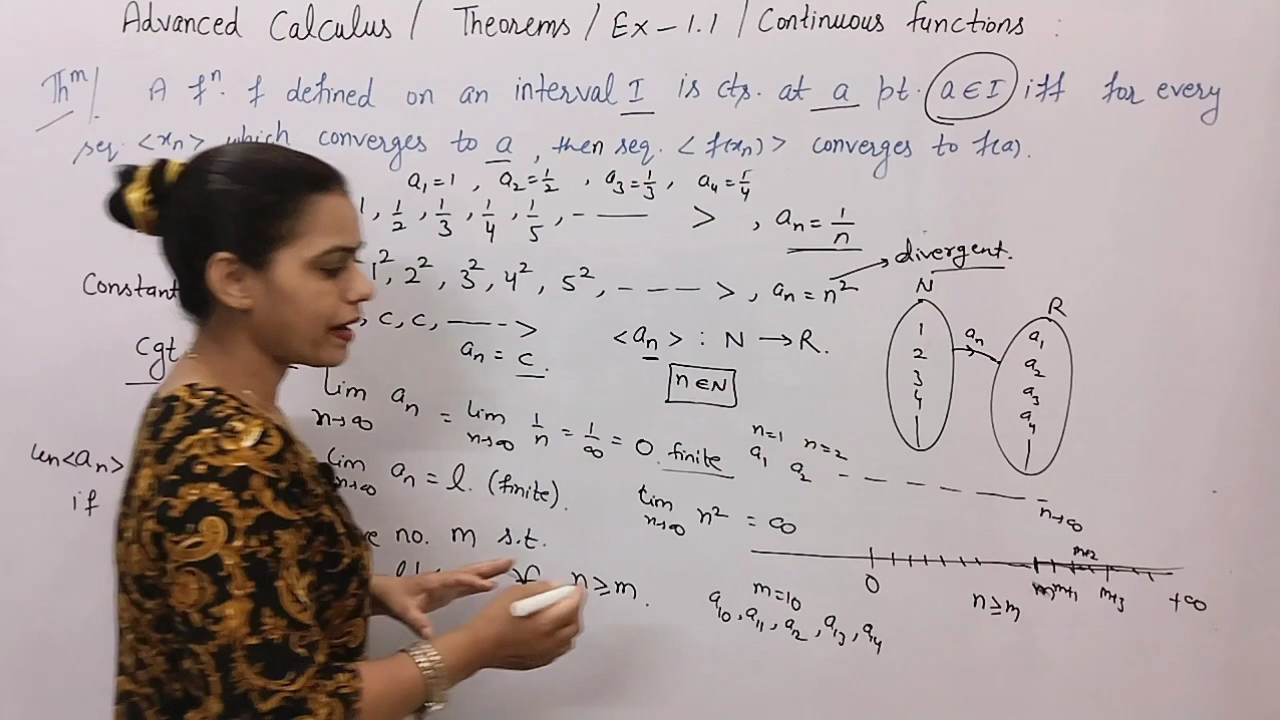 Advanced Calculus / Theorems / Ex-1.1 / Continuous functions
Thᵐ/ A fⁿ. f defined on an interval I is cts. at a pt. a ∈ I iff for every
seq. <xₙ> which converges to a, then seq. <f(xₙ)> converges to f(a).
a₁=1, a₂=1/2, a₃=1/3, a₄=1/4
1, 1/2, 1/3, 1/4, 1/5, - — >, aₙ = 1/n
divergent.
1², 2², 3², 4², 5², - - - - >, aₙ = n²
Constant
, c, c, — - ->
aₙ = c.
<aₙ> : N → R.
n ∈ N
N
1
2
3
4
aₙ
R
a₁
a₂
a₃
a₄
Cgt
lim n→∞ aₙ = lim n→∞ 1/n = 1/∞ = 0. finite
n=1 n=2
a₁ a₂ - - - - - - n→∞
<aₙ>
if
lim n→∞ aₙ = l. (finite).
lim n→∞ n² = ∞
no. m s.t.
n ≥ m.
0 m m+1 m+2 m+3 +∞
n ≥ m
m=10
a₁₀, a₁₁, a₁₂, a₁₃, a₁₄